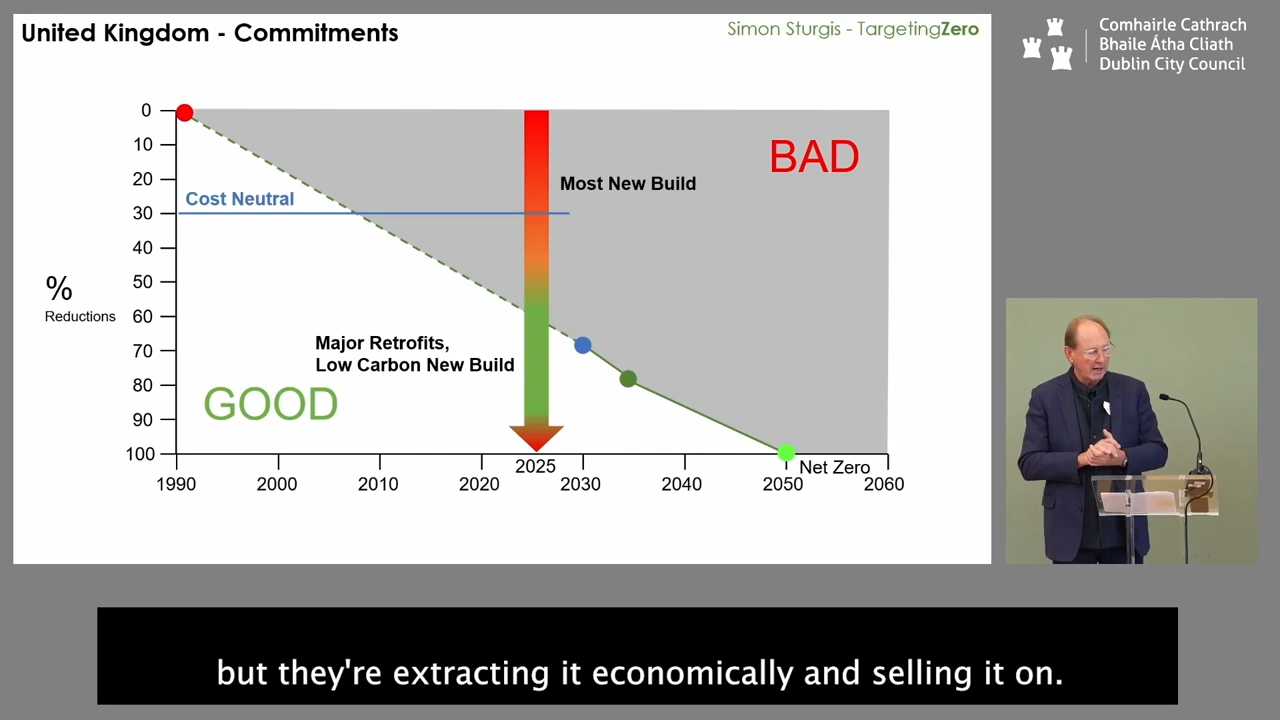 United Kingdom - Commitments
Simon Sturgis - TargetingZero
Comhairle Cathrach
Bhaile Átha Cliath
Dublin City Council
0
10
20
30
40
50
60
70
80
90
100
%
Reductions
Cost Neutral
Most New Build
BAD
Major Retrofits,
Low Carbon New Build
GOOD
2025
Net Zero
1990
2000
2010
2020
2030
2040
2050
2060
but they're extracting it economically and selling it on.